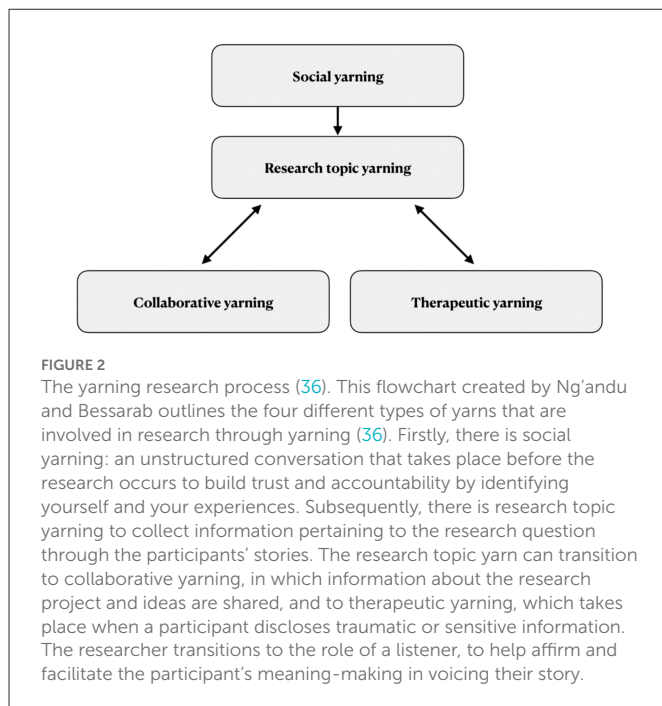 Social yarning
Research topic yarning
Collaborative yarning
Therapeutic yarning
FIGURE 2
The yarning research process (36). This flowchart created by Ng'andu
and Bessarab outlines the four different types of yarns that are
involved in research through yarning (36). Firstly, there is social
yarning: an unstructured conversation that takes place before the
research occurs to build trust and accountability by identifying
yourself and your experiences. Subsequently, there is research topic
yarning to collect information pertaining to the research question
through the participants' stories. The research topic yarn can transition
to collaborative yarning, in which information about the research
project and ideas are shared, and to therapeutic yarning, which takes
place when a participant discloses traumatic or sensitive information.
The researcher transitions to the role of a listener, to help affirm and
facilitate the participant's meaning-making in voicing their story.